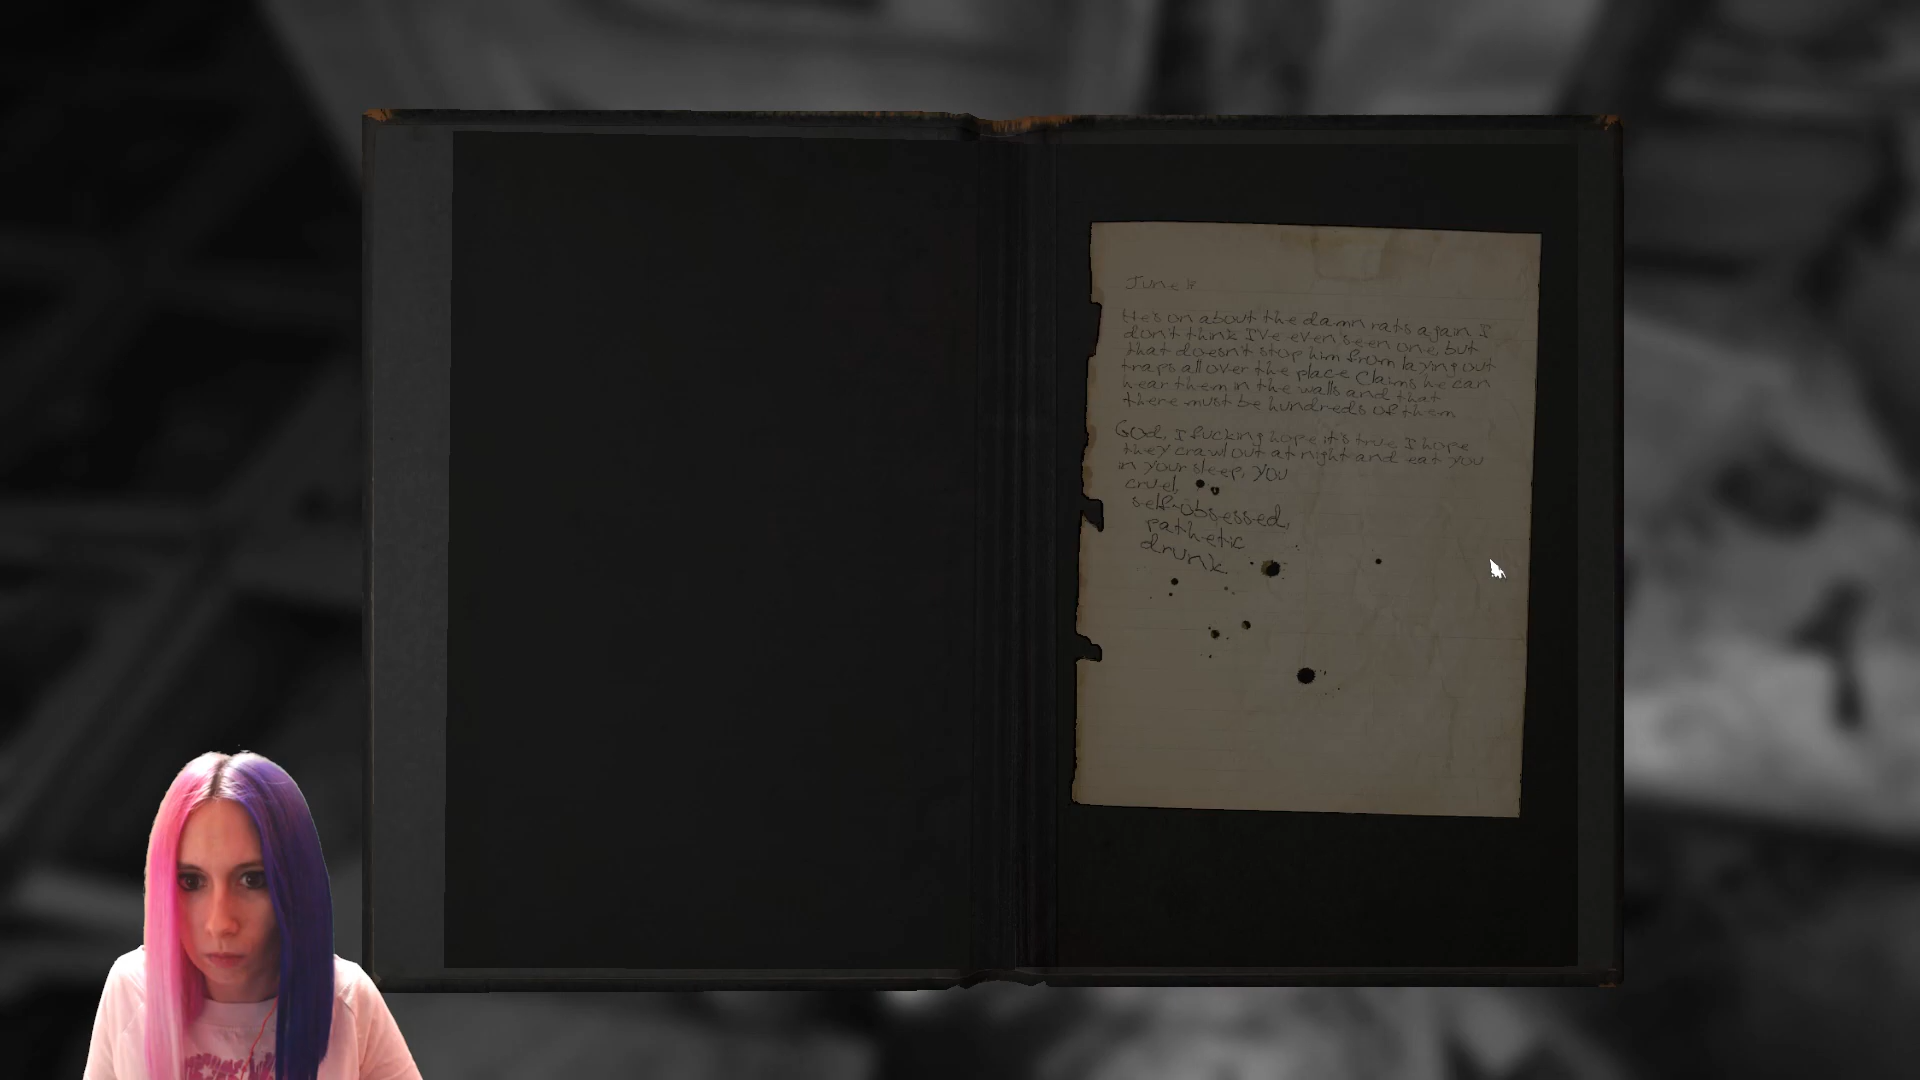 June
He's on about the damn rats again I
don't think I've even seen one, but
that doesn't stop him from laying out
traps all over the place Claims he can
hear them in the walls and that
there must be hundreds of them
God, I fucking hope it's true I hope
they crawl out at night and eat you
in your sleep, you
cruel,
self-obsessed,
pathetic
drunk